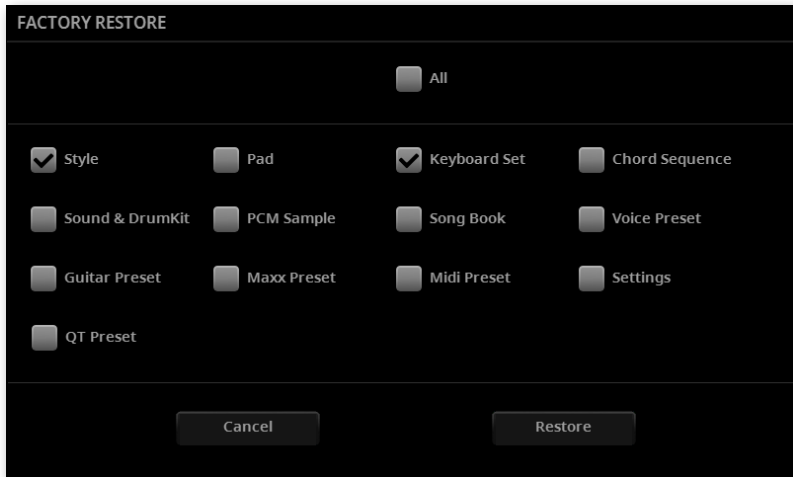 FACTORY RESTORE
All
Style Pad Keyboard Set Chord Sequence
Sound & DrumKit PCM Sample Song Book Voice Preset
Guitar Preset Maxx Preset Midi Preset Settings
QT Preset
Cancel Restore